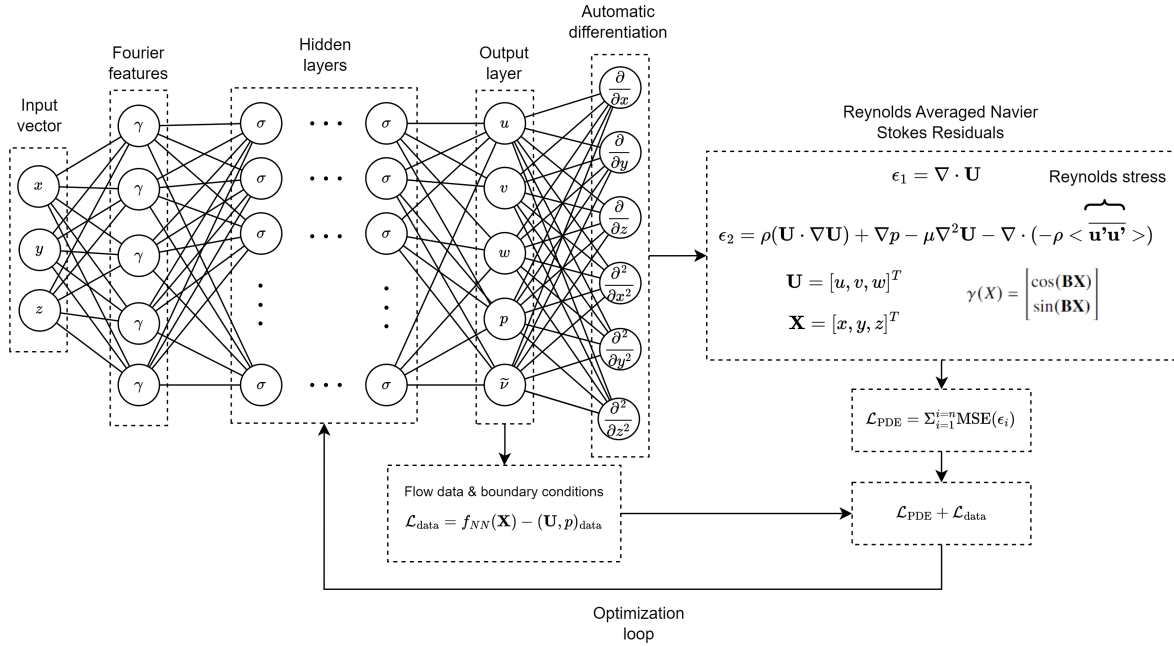 Input
vector
x
y
z
Fourier
features
γ
γ
γ
γ
γ
Hidden
layers
σ ... σ
σ σ
σ σ
σ ... σ
Output
layer
u
v
w
p
ν̃
Automatic
differentiation
∂/∂x
∂/∂y
∂/∂z
∂²/∂x²
∂²/∂y²
∂²/∂z²
Reynolds Averaged Navier
Stokes Residuals
ϵ₁ = ∇ · U
Reynolds stress
ϵ₂ = ρ(U · ∇U) + ∇p − μ∇²U − ∇ · (−ρ < u'u' >)
U = [u, v, w]ᵀ
X = [x, y, z]ᵀ
γ(X) = [cos(BX)
sin(BX)]
ℒ_PDE = Σ_{i=1}^{i=n} MSE(ϵᵢ)
Flow data & boundary conditions
ℒ_data = f_NN(X) − (U, p)_data
ℒ_PDE + ℒ_data
Optimization
loop